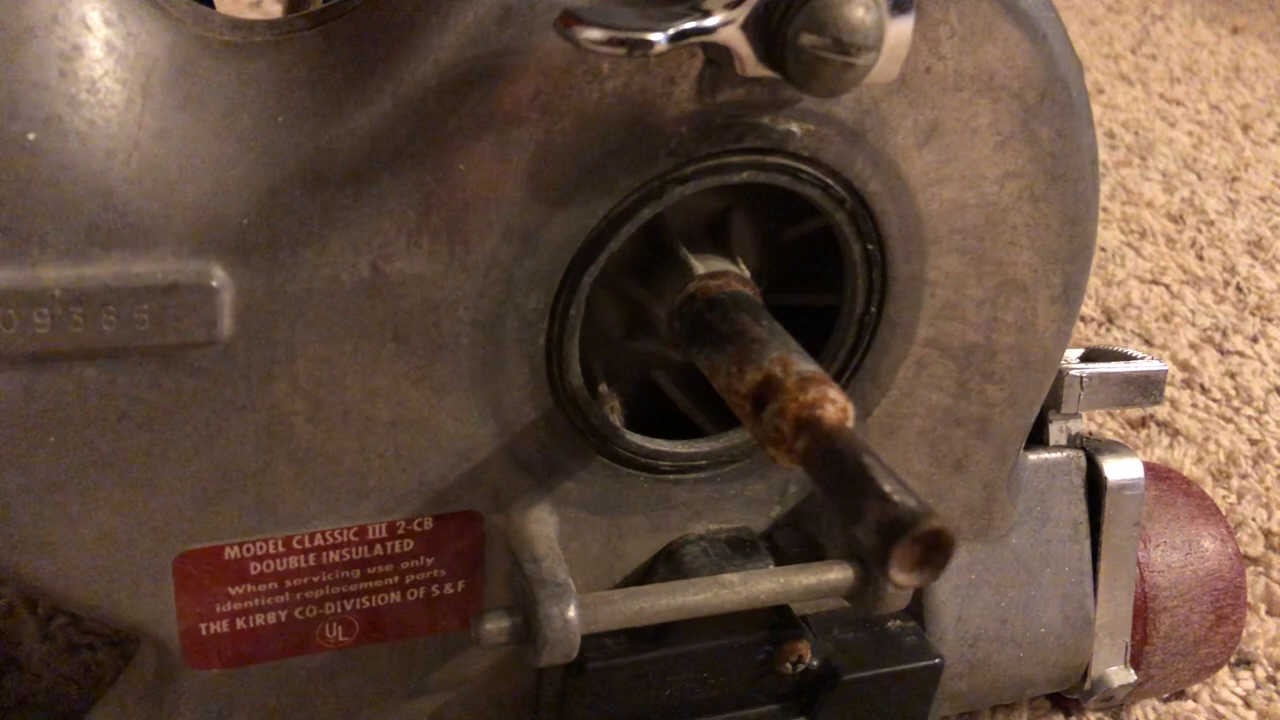 09385
MODEL CLASSIC III 2-CB
DOUBLE INSULATED
When servicing use only
identical replacement parts
THE KIRBY CO-DIVISION OF S & F
UL